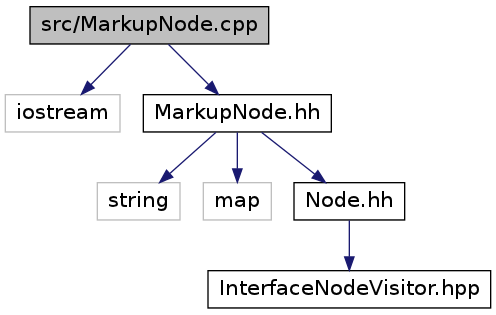 src/MarkupNode.cpp
iostream
MarkupNode.hh
string
map
Node.hh
InterfaceNodeVisitor.hpp